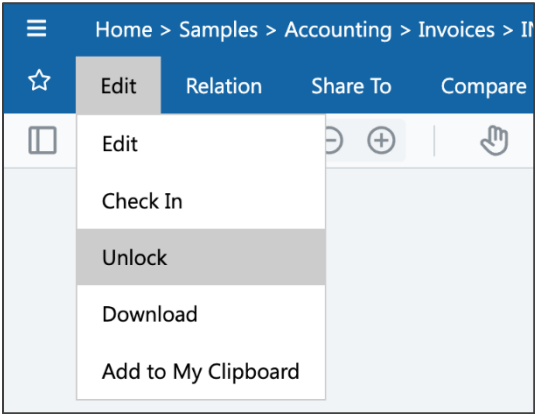 Home > Samples > Accounting > Invoices >
Edit Relation Share To Compare
Edit
Check In
Unlock
Download
Add to My Clipboard